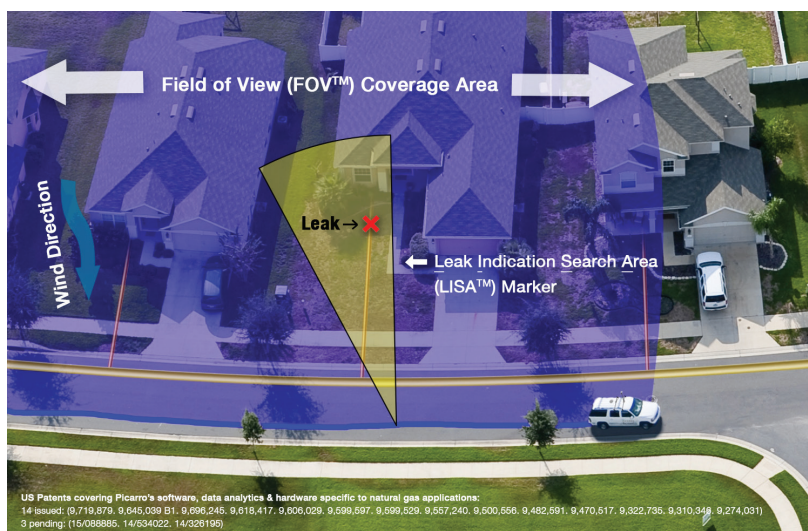 Field of View (FOV™) Coverage Area
Wind Direction
Leak→
Leak Indication Search Area
(LISA™) Marker
US Patents covering Picarro's software, data analytics & hardware specific to natural gas applications:
14 issued: (9,719,879. 9,645,039 B1. 9,696,245. 9,618,417. 9,606,029. 9,599,597. 9,599,529. 9,557,240. 9,500,556. 9,482,591. 9,470,517. 9,322,735. 9,310,346. 9,274,031)
3 pending: (15/088885. 14/534022. 14/326195)